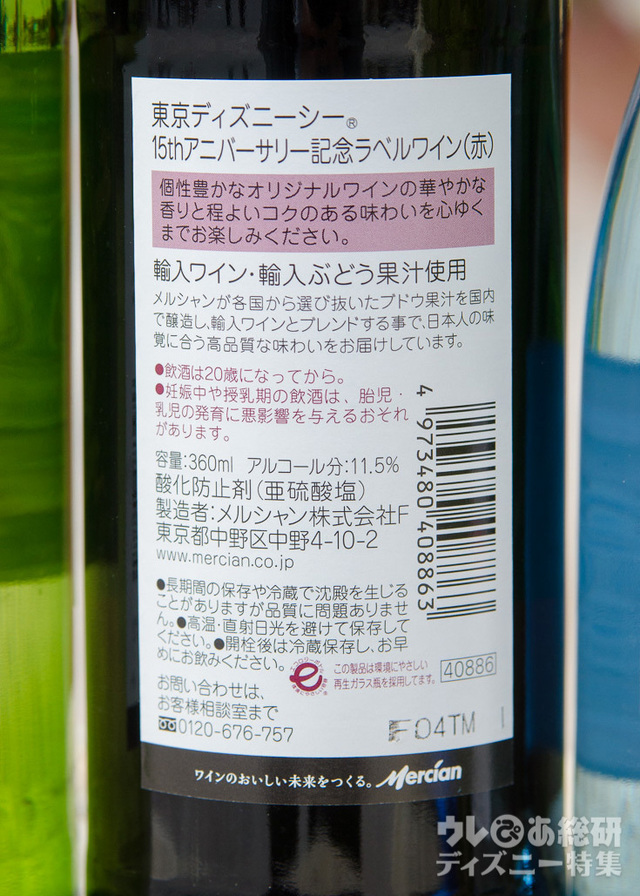 東京ディズニーシー®
15thアニバーサリー記念ラベルワイン(赤)
個性豊かなオリジナルワインの華やかな
香りと程よいコクのある味わいを心ゆく
までお楽しみください。
輸入ワイン・輸入ぶどう果汁使用
メルシャンが各国から選び抜いたブドウ果汁を国内
で醸造し、輸入ワインとブレンドする事で、日本人の味
覚に合う高品質な味わいをお届けしています。
●飲酒は20歳になってから。
●妊娠中や授乳期の飲酒は、胎児・
乳児の発育に悪影響を与えるおそれ
があります。
容量:360ml アルコール分:11.5%
酸化防止剤(亜硫酸塩)
製造者:メルシャン株式会社F
東京都中野区中野4-10-2
www.mercian.co.jp
4 973480 408863
●長期間の保存や冷蔵で沈殿を生じる
ことがありますが品質に問題ありませ
ん。●高温・直射日光を避けて保存して
ください。●開栓後は冷蔵保存し、お早
めにお飲みください。
この製品は環境にやさしい
再生ガラス瓶を採用してます。
40886
お問い合わせは、
お客様相談室まで
0120-676-757
F04TM
ワインのおいしい未来をつくる。 Mercian
ウレぴあ総研
ディズニー特集